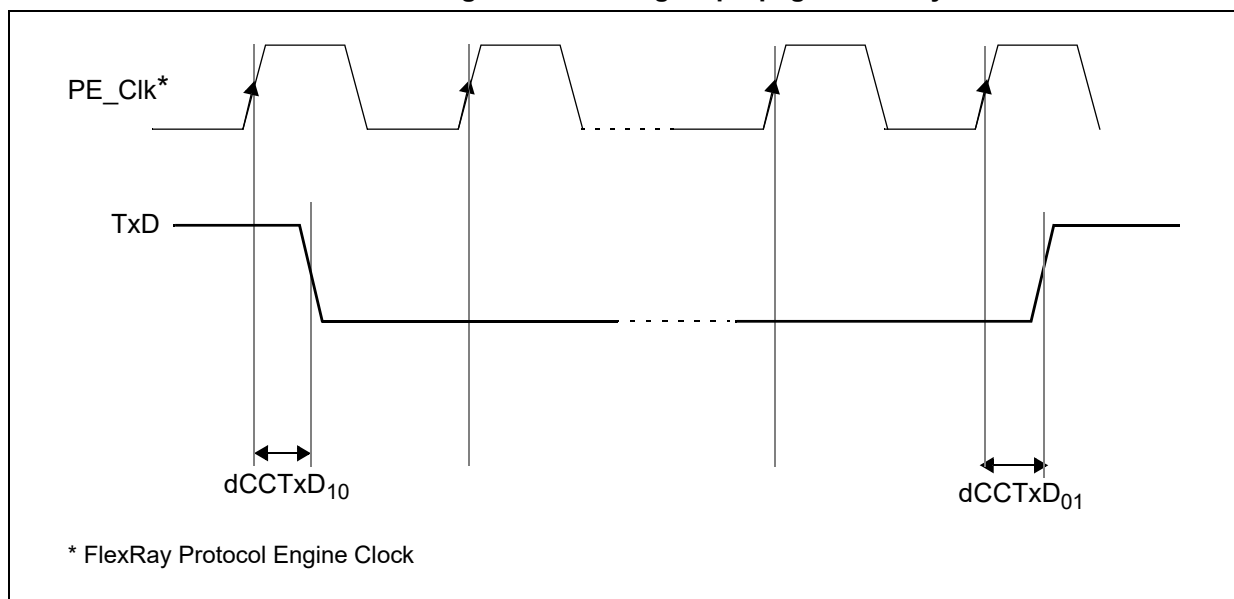 PE_Clk*
TxD
dCCTxD10
dCCTxD01
* FlexRay Protocol Engine Clock